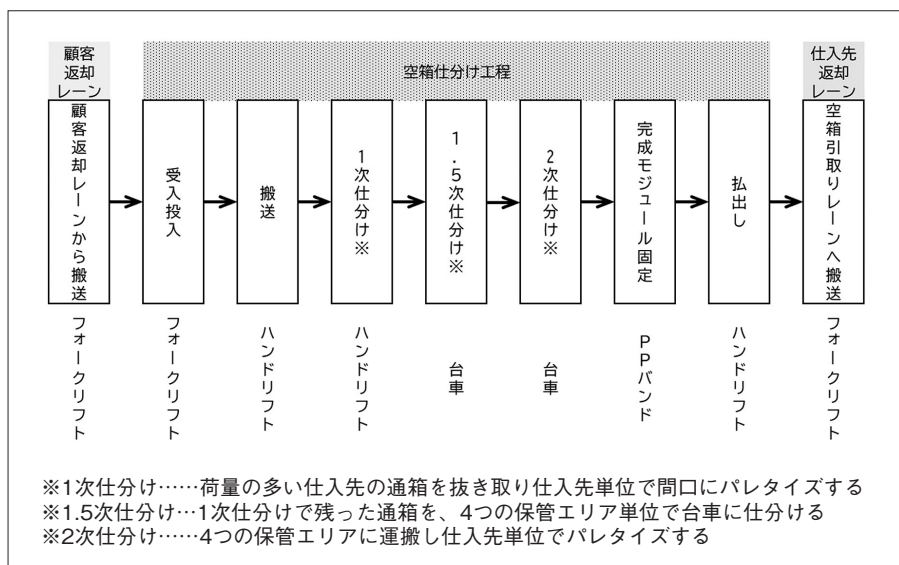 顧客
返却
レーン
空箱仕分け工程
仕入先
返却
レーン
顧客返却レーンから搬送
受入投入
搬送
1次仕分け※
1.5次仕分け※
2次仕分け※
完成モジュール固定
払出し
空箱引取りレーンへ搬送
フォークリフト
フォークリフト
ハンドリフト
ハンドリフト
台車
台車
PPバンド
ハンドリフト
フォークリフト
※1次仕分け……荷量の多い仕入先の通箱を抜き取り仕入先単位で間口にパレタイズする
※1.5次仕分け…1次仕分けで残った通箱を、4つの保管エリア単位で台車に仕分ける
※2次仕分け……4つの保管エリアに運搬し仕入先単位でパレタイズする